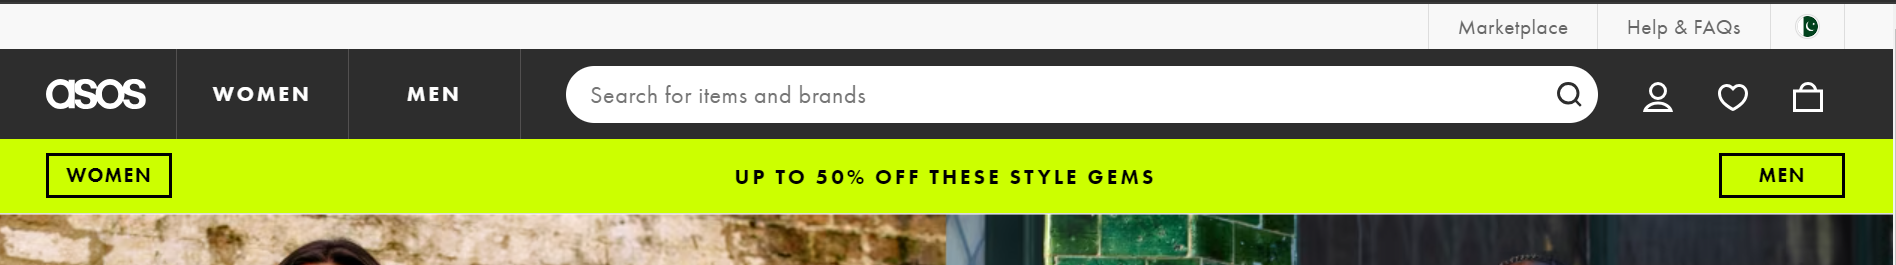 Marketplace
Help & FAQs
asos
WOMEN
MEN
Search for items and brands
WOMEN
UP TO 50% OFF THESE STYLE GEMS
MEN